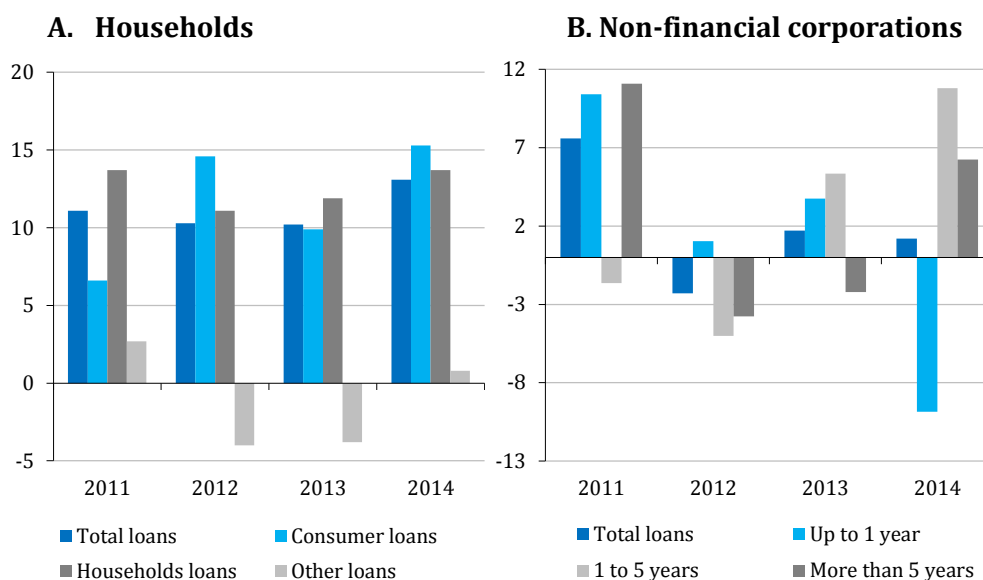 A. Households
20
15
10
5
0
-5
2011 2012 2013 2014
Total loans Consumer loans
Households loans Other loans
B. Non-financial corporations
12
7
2
-3
-8
-13
2011 2012 2013 2014
Total loans Up to 1 year
1 to 5 years More than 5 years